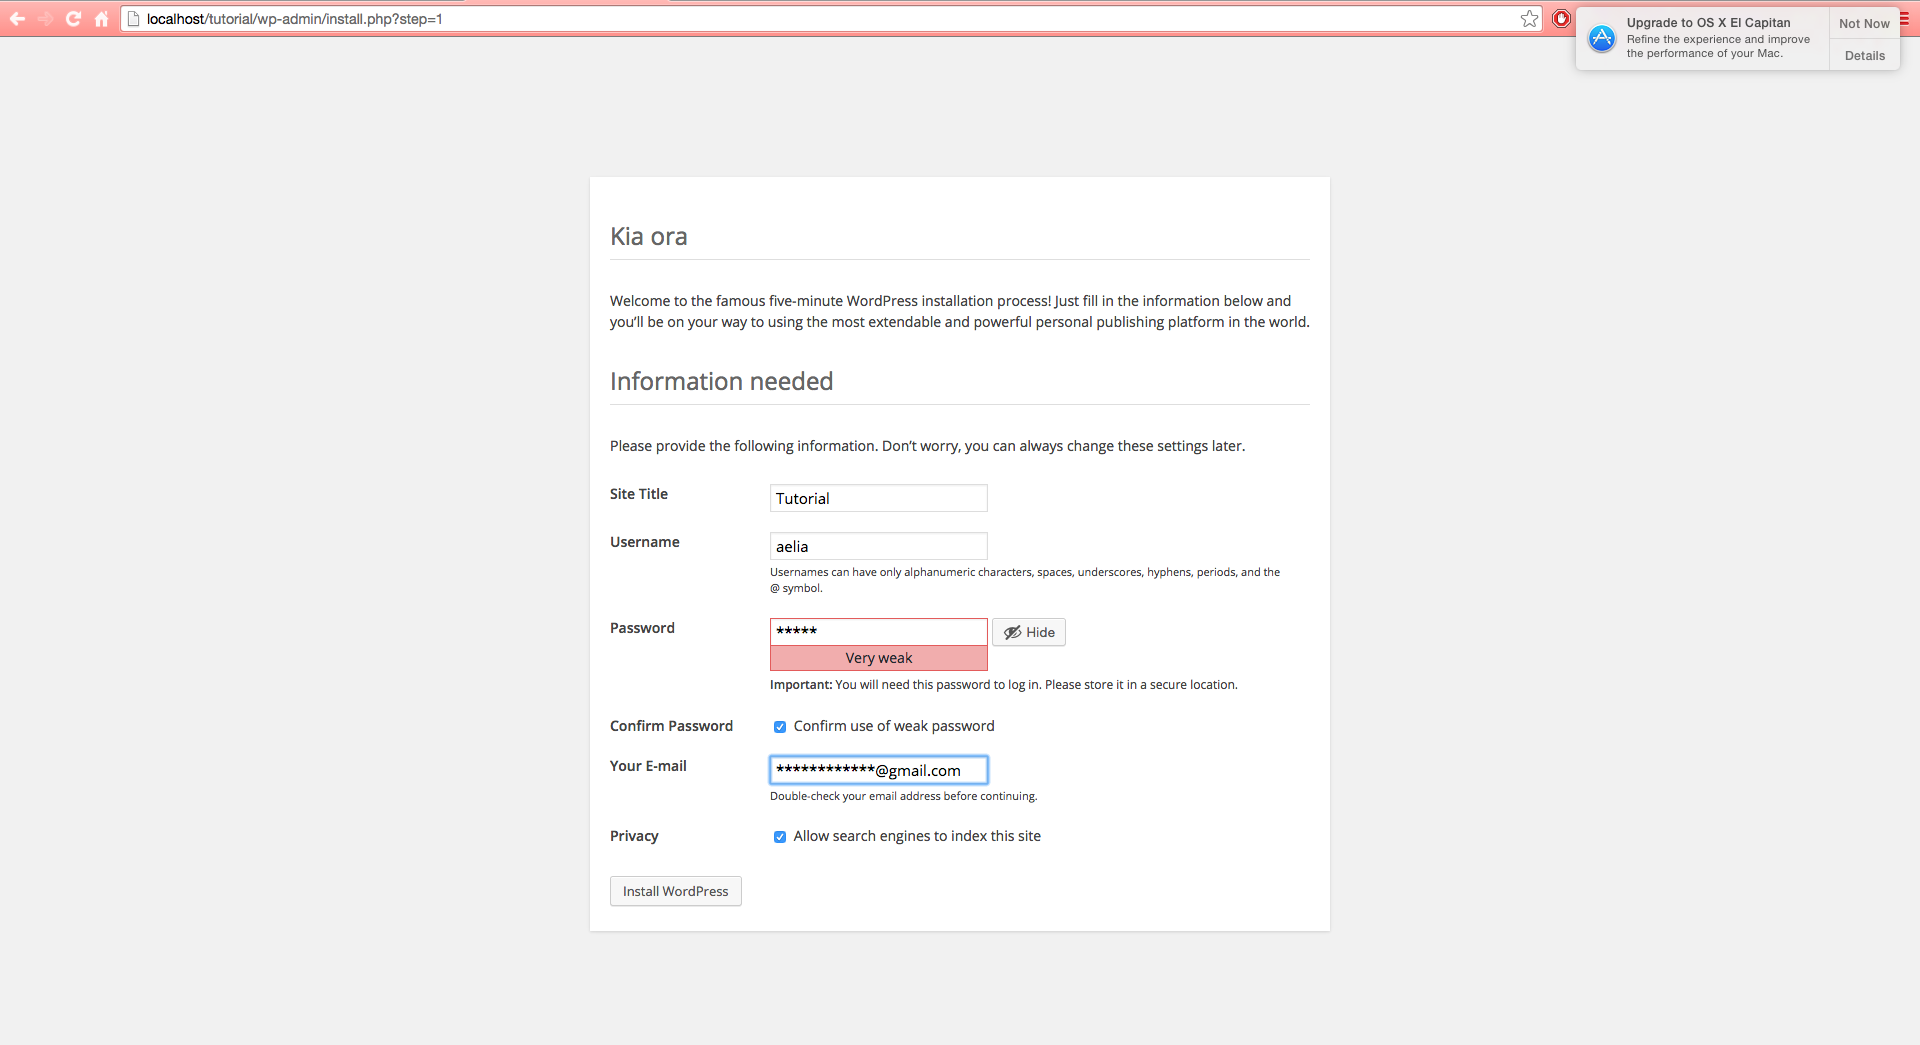 localhost/tutorial/wp-admin/install.php?step=1
Upgrade to OS X El Capitan
Refine the experience and improve
the performance of your Mac.
Not Now
Details
Kia ora
Welcome to the famous five-minute WordPress installation process! Just fill in the information below and
you’ll be on your way to using the most extendable and powerful personal publishing platform in the world.
Information needed
Please provide the following information. Don’t worry, you can always change these settings later.
Site Title
Tutorial
Username
aelia
Usernames can have only alphanumeric characters, spaces, underscores, hyphens, periods, and the
@ symbol.
Password
*****
Hide
Very weak
Important: You will need this password to log in. Please store it in a secure location.
Confirm Password
Confirm use of weak password
Your E-mail
************@gmail.com
Double-check your email address before continuing.
Privacy
Allow search engines to index this site
Install WordPress